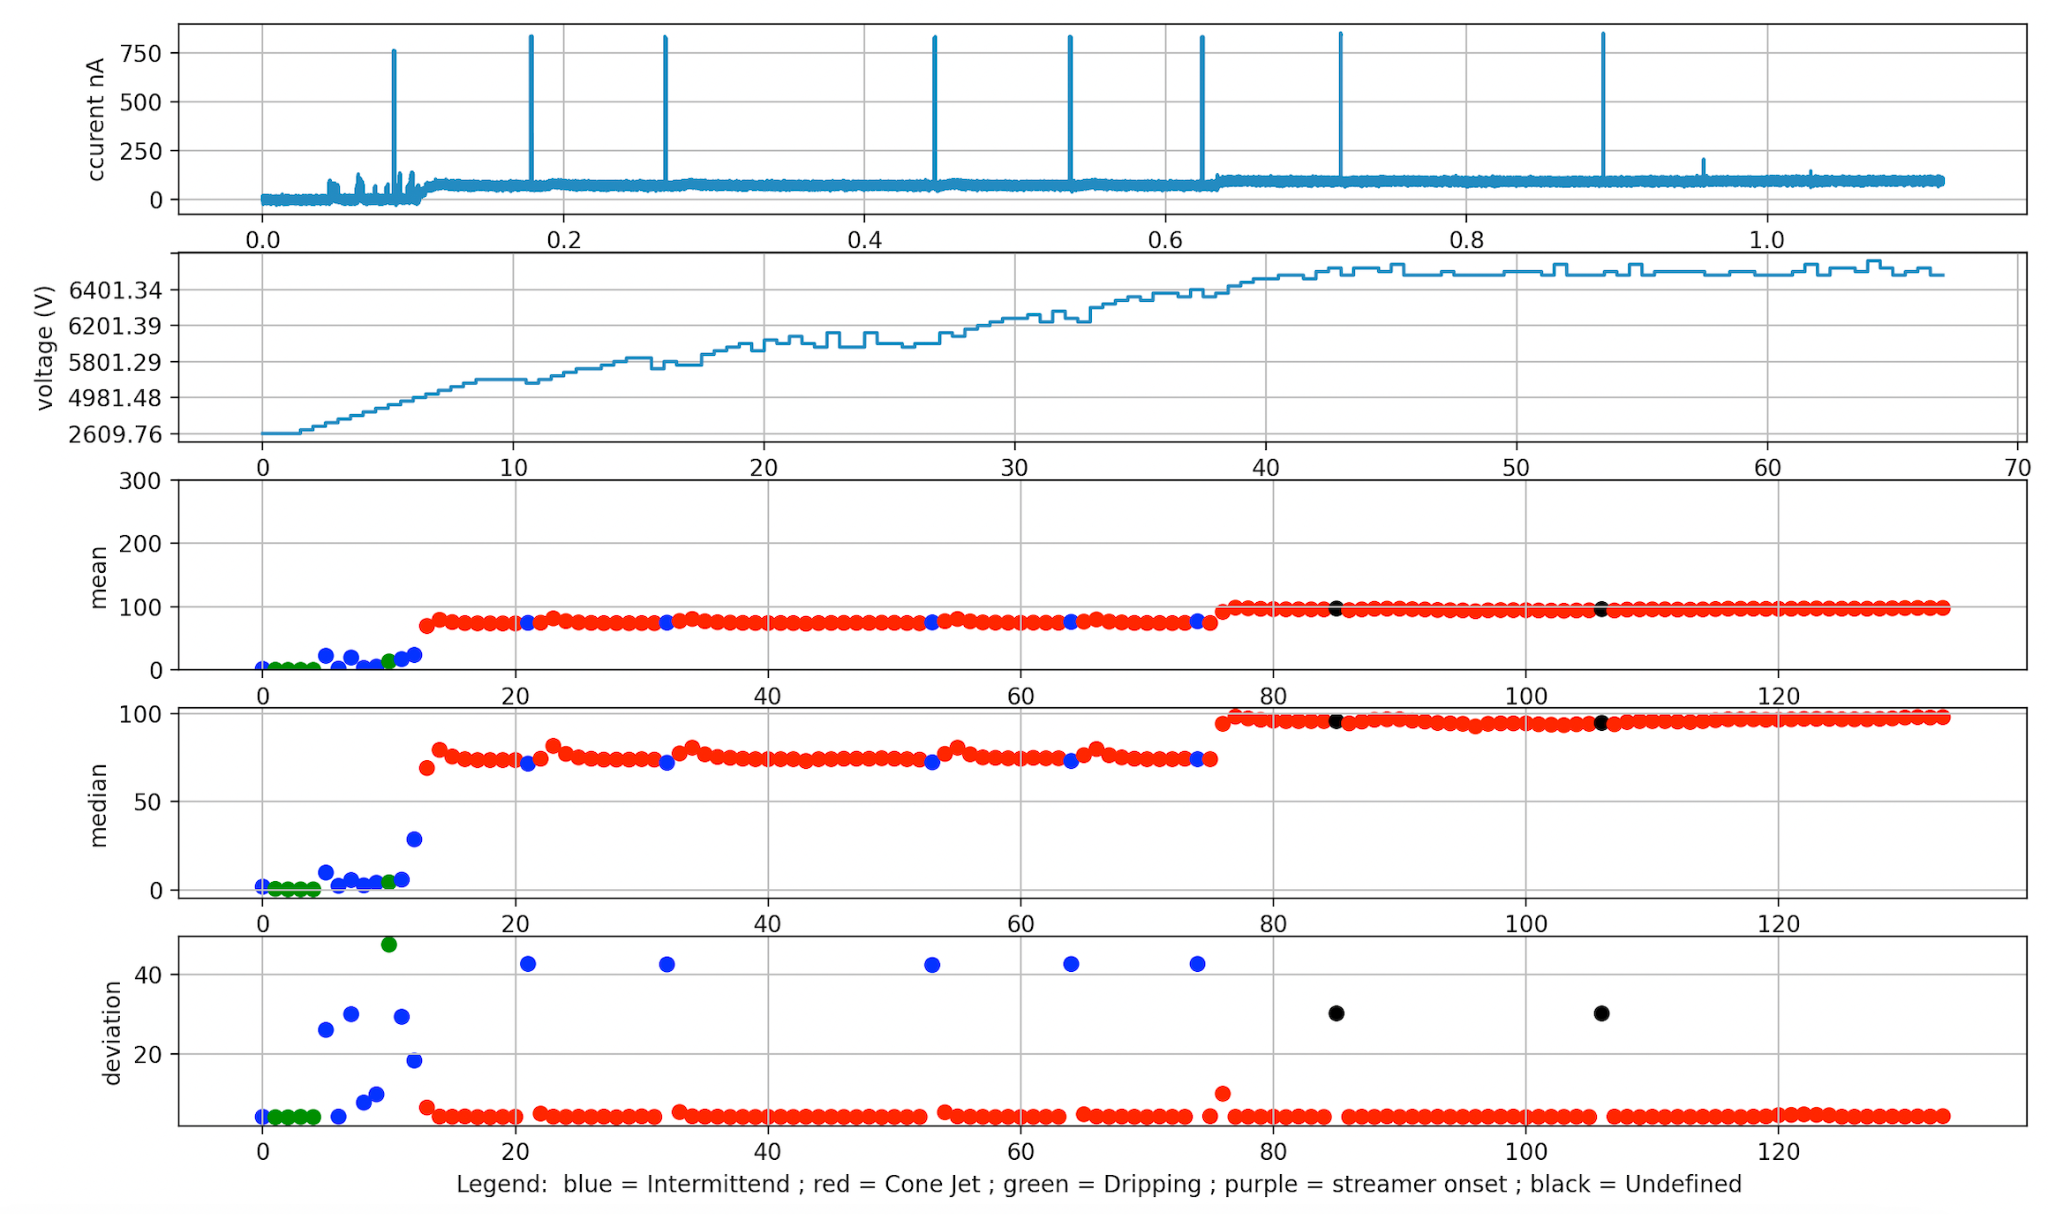 ccurent nA
750
500
250
0
0.0 0.2 0.4 0.6 0.8 1.0
voltage (V)
6401.34
6201.39
5801.29
4981.48
2609.76
0 10 20 30 40 50 60 70
mean
300
200
100
0
0 20 40 60 80 100 120
median
100
50
0
0 20 40 60 80 100 120
deviation
40
20
0 20 40 60 80 100 120
Legend: blue = Intermittend ; red = Cone Jet ; green = Dripping ; purple = streamer onset ; black = Undefined